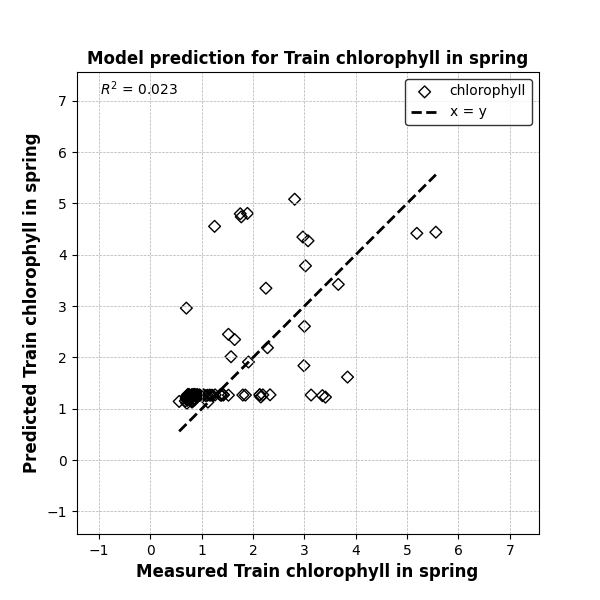 Model prediction for Train chlorophyll in spring
R² = 0.023
chlorophyll
x = y
Predicted Train chlorophyll in spring
7
6
5
4
3
2
1
0
−1
−1 0 1 2 3 4 5 6 7
Measured Train chlorophyll in spring